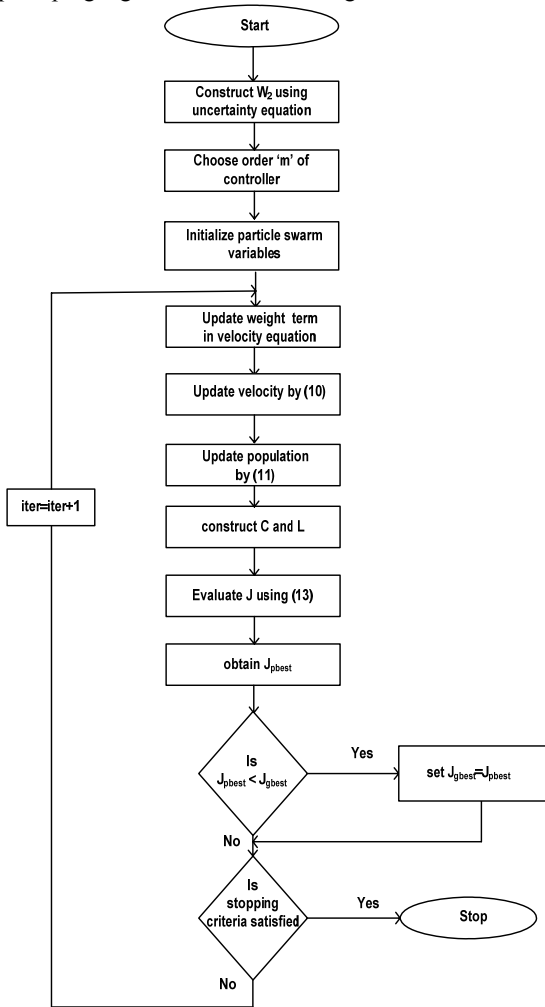 Start
Construct W₂ using
uncertainty equation
Choose order ‘m’ of
controller
Initialize particle swarm
variables
Update weight term
in velocity equation
Update velocity by (10)
Update population
by (11)
iter=iter+1
construct C and L
Evaluate J using (13)
obtain Jpbest
Is
Jpbest < Jgbest
Yes
set Jgbest=Jpbest
No
Is
stopping
criteria satisfied
Yes
Stop
No